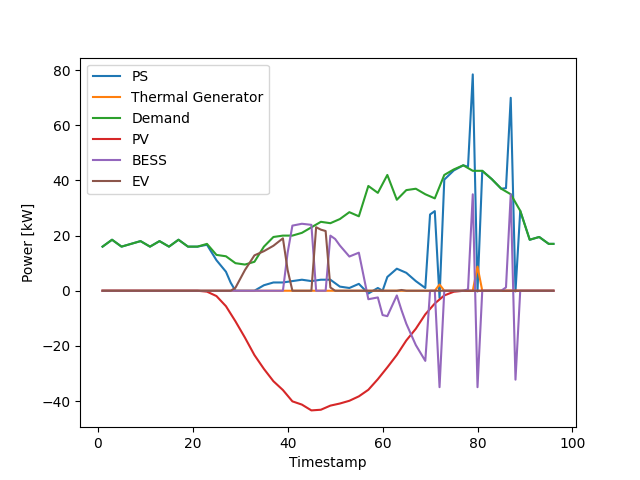 PS
Thermal Generator
Demand
PV
BESS
EV
Power [kW]
80
60
40
20
0
−20
−40
0 20 40 60 80 100
Timestamp